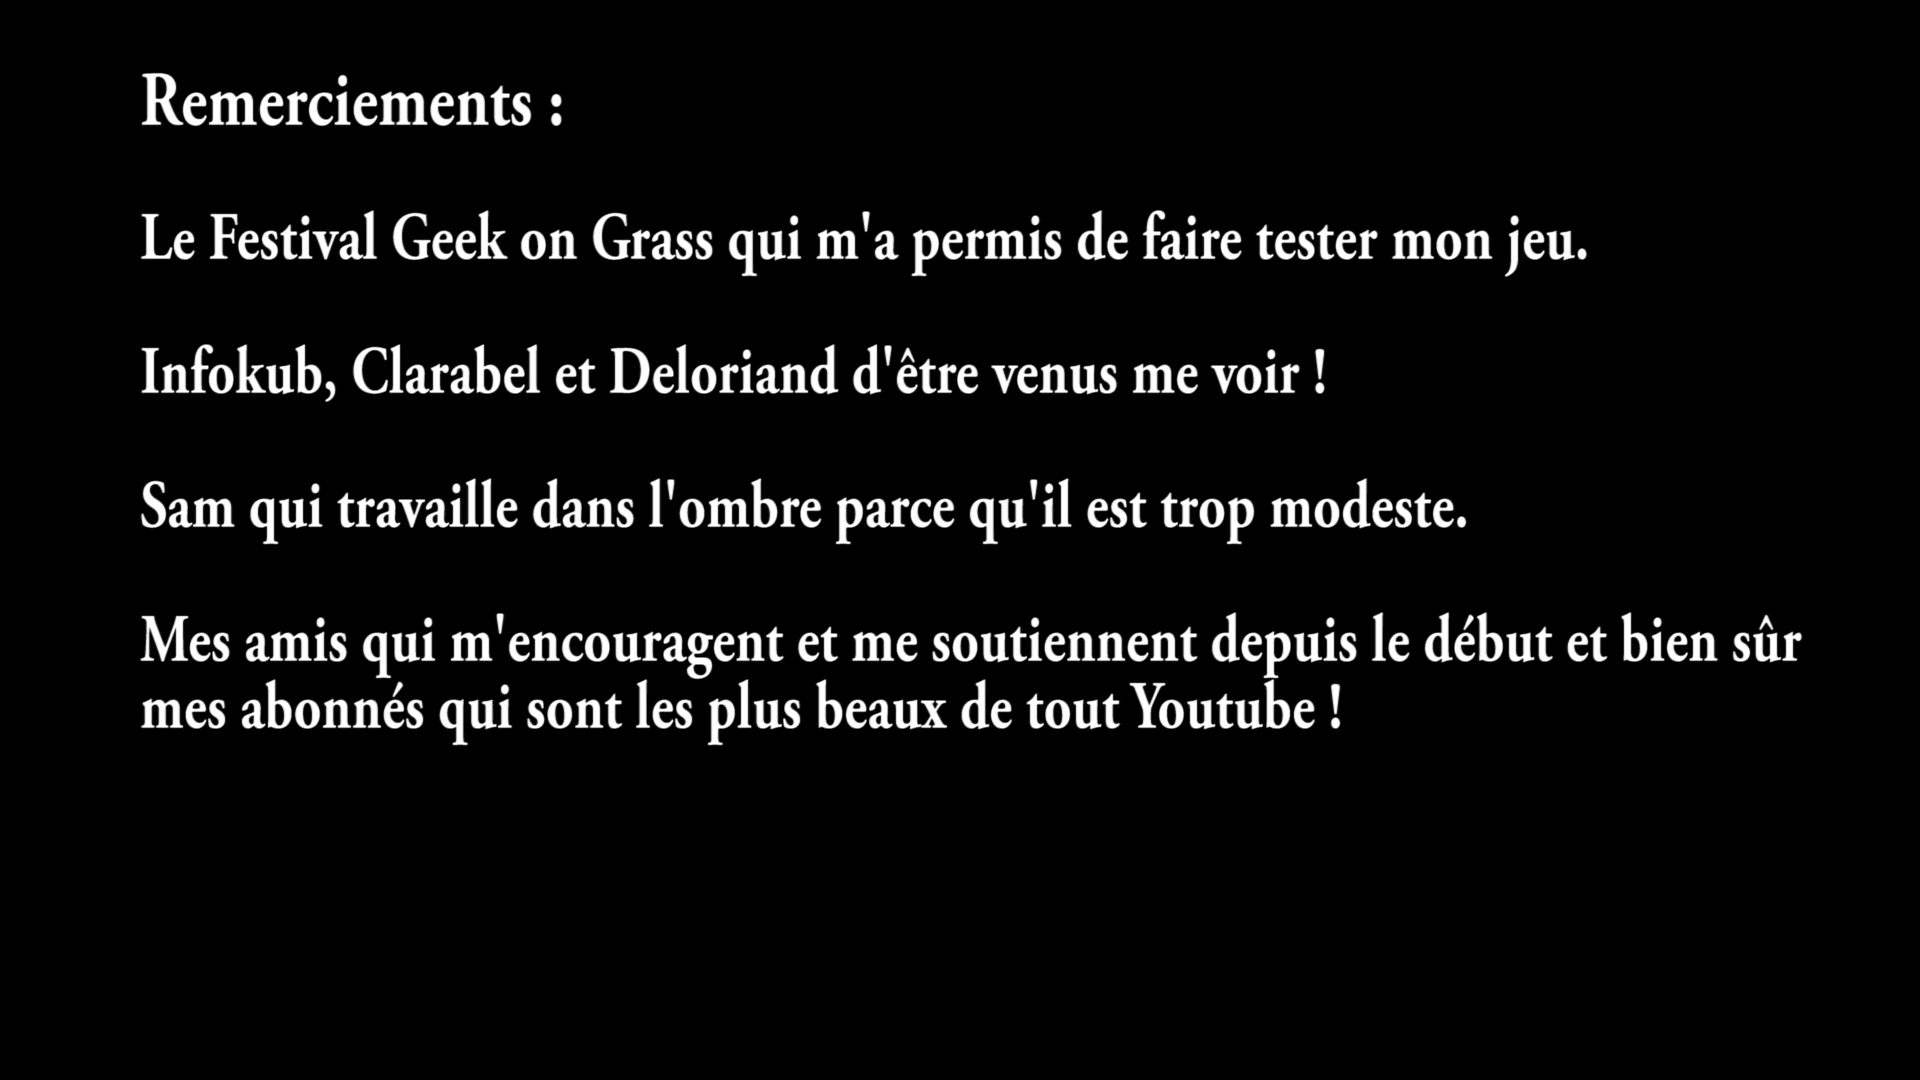 Remerciements :
Le Festival Geek on Grass qui m'a permis de faire tester mon jeu.
Infokub, Clarabel et Deloriand d'être venus me voir !
Sam qui travaille dans l'ombre parce qu'il est trop modeste.
Mes amis qui m'encouragent et me soutiennent depuis le début et bien sûr
mes abonnés qui sont les plus beaux de tout Youtube !